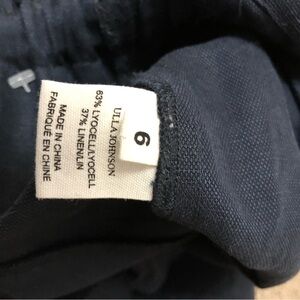 6
ULLA JOHNSON
63% LYOCELL/LYOCELL
37% LINEN/LIN
MADE IN CHINA
FABRIQUÉ EN CHINE